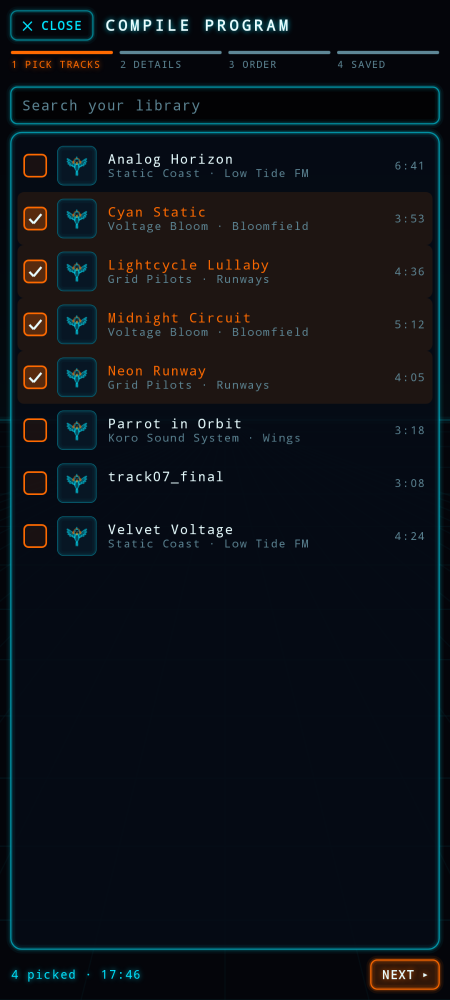 CLOSE COMPILE PROGRAM
1 PICK TRACKS 2 DETAILS 3 ORDER 4 SAVED
Search your library
Analog Horizon
Static Coast · Low Tide FM
6:41
Cyan Static
Voltage Bloom · Bloomfield
3:53
Lightcycle Lullaby
Grid Pilots · Runways
4:36
Midnight Circuit
Voltage Bloom · Bloomfield
5:12
Neon Runway
Grid Pilots · Runways
4:05
Parrot in Orbit
Koro Sound System · Wings
3:18
track07_final
3:08
Velvet Voltage
Static Coast · Low Tide FM
4:24
4 picked · 17:46
NEXT ▸